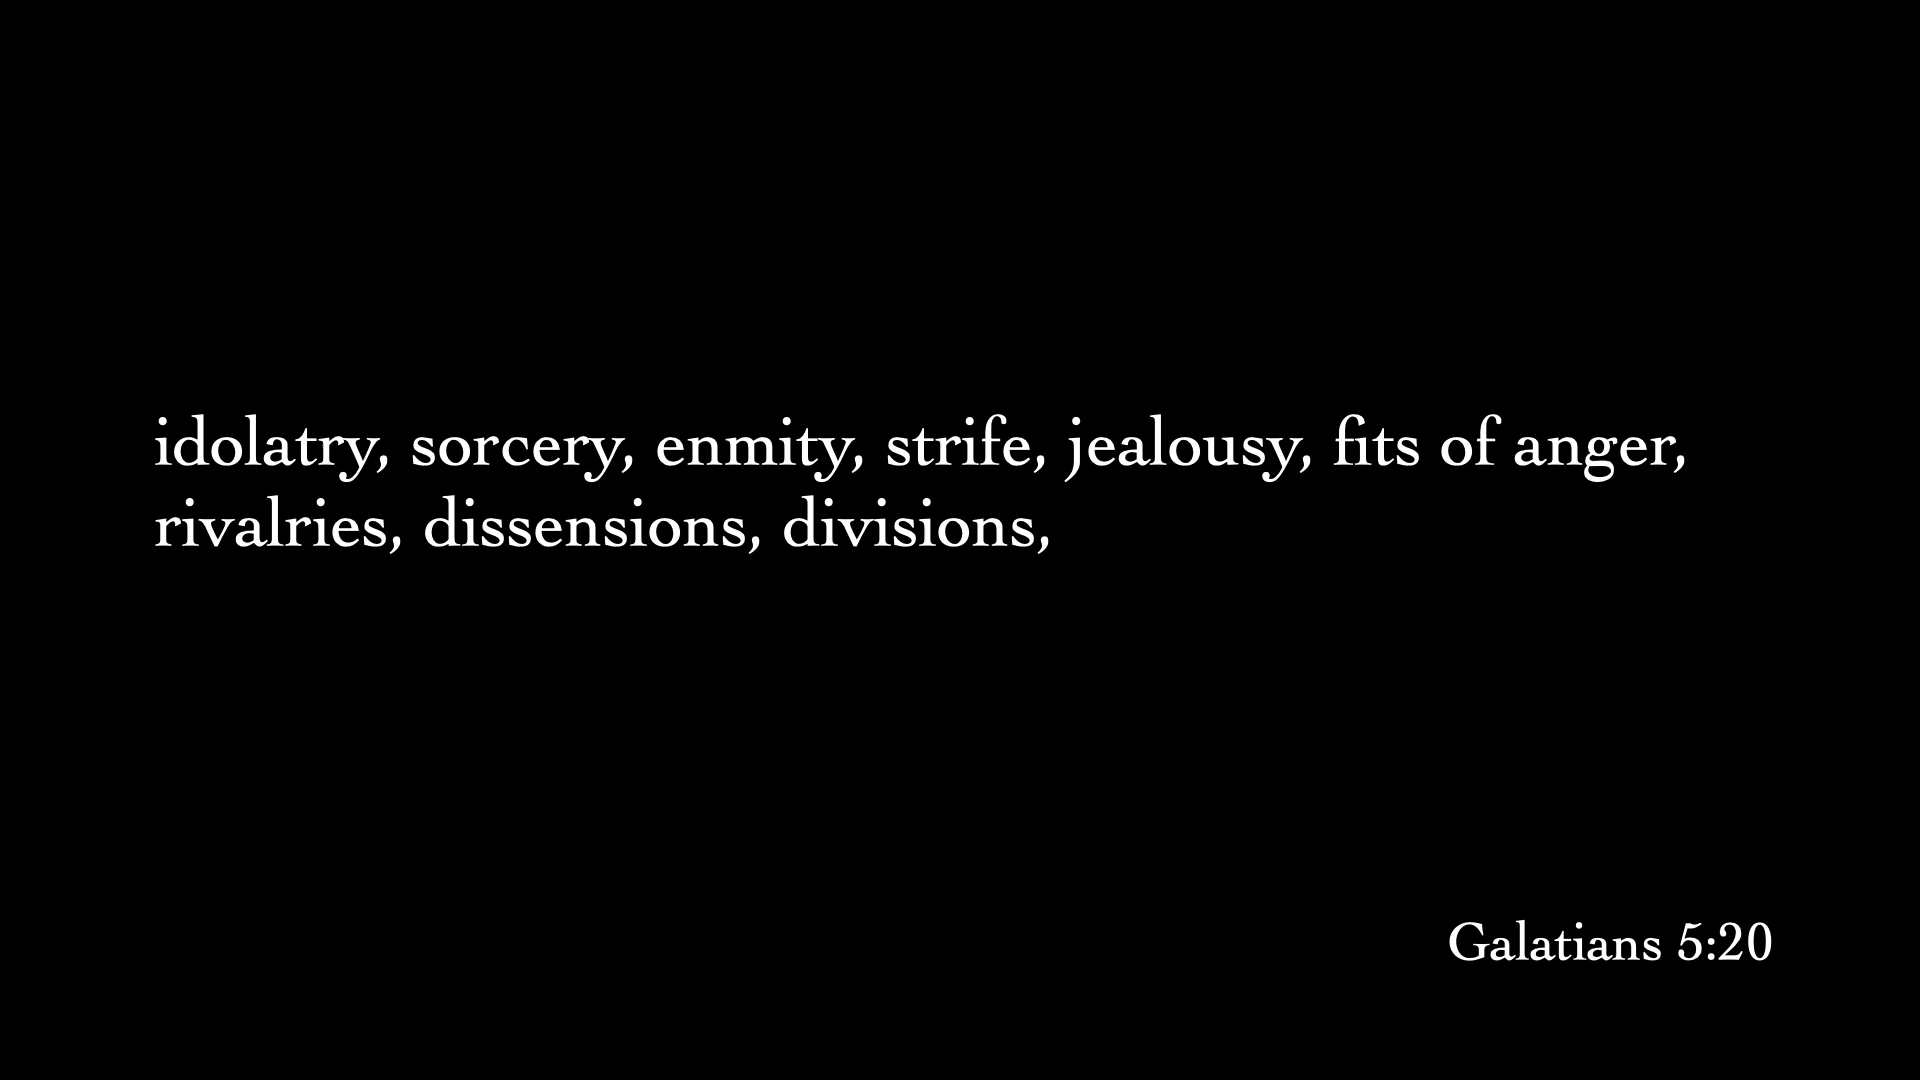 idolatry, sorcery, enmity, strife, jealousy, fits of anger,
rivalries, dissensions, divisions,
Galatians 5:20